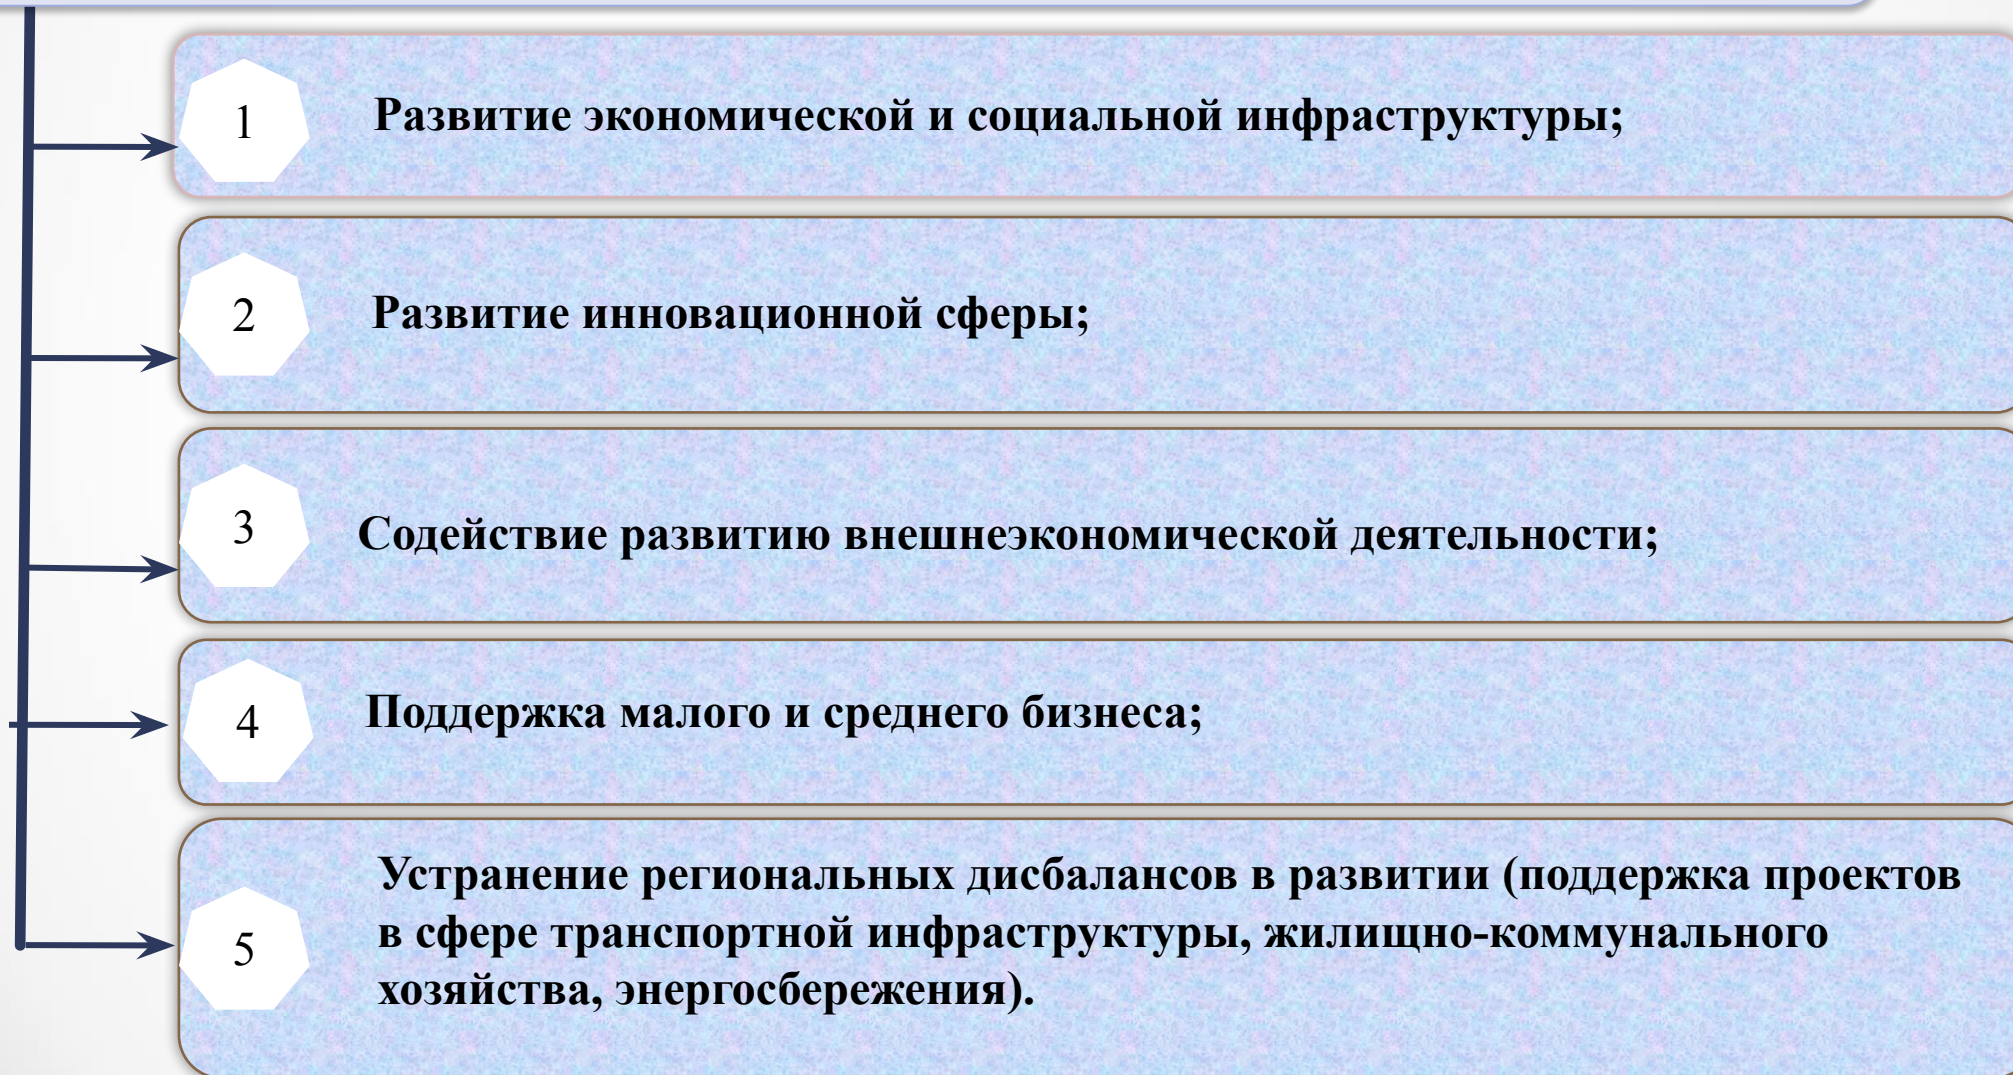 1
Развитие экономической и социальной инфраструктуры;
2
Развитие инновационной сферы;
3
Содействие развитию внешнеэкономической деятельности;
4
Поддержка малого и среднего бизнеса;
5
Устранение региональных дисбалансов в развитии (поддержка проектов
в сфере транспортной инфраструктуры, жилищно-коммунального
хозяйства, энергосбережения).